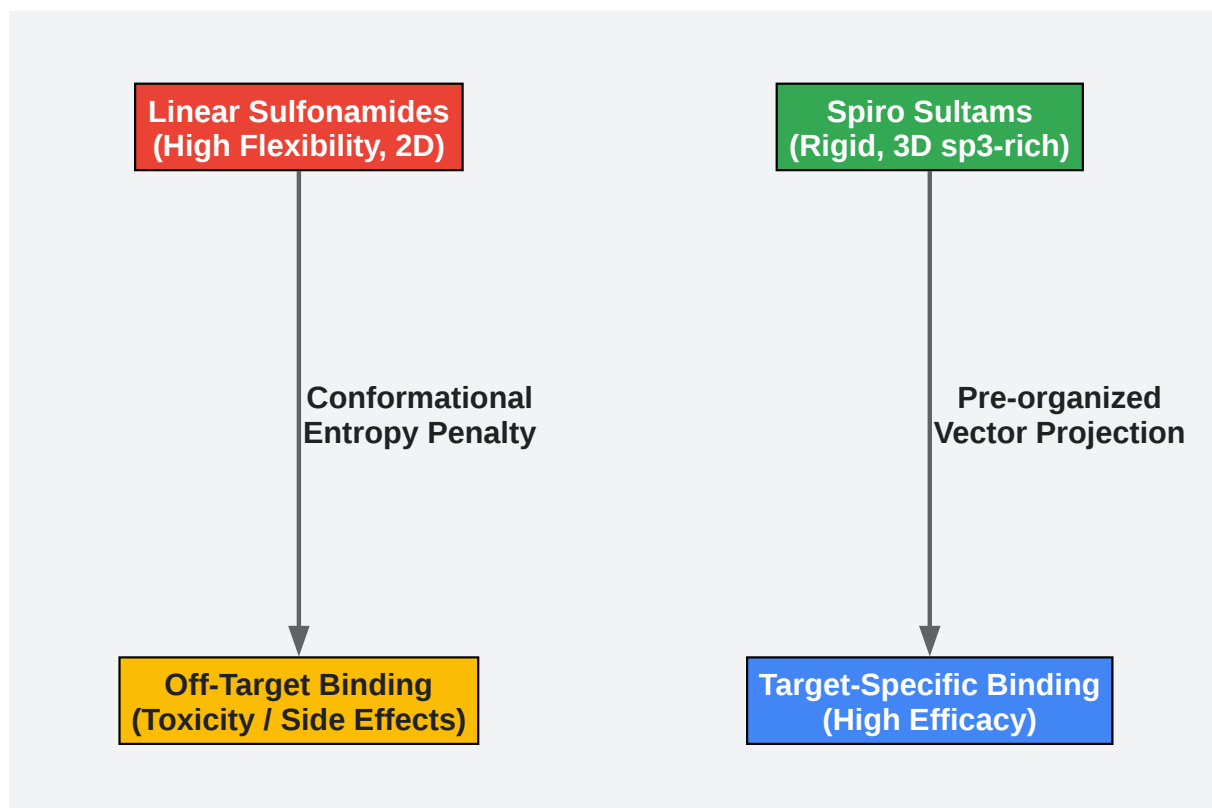 Linear Sulfonamides
(High Flexibility, 2D)
Spiro Sultams
(Rigid, 3D sp3-rich)
Conformational
Entropy Penalty
Pre-organized
Vector Projection
Off-Target Binding
(Toxicity / Side Effects)
Target-Specific Binding
(High Efficacy)